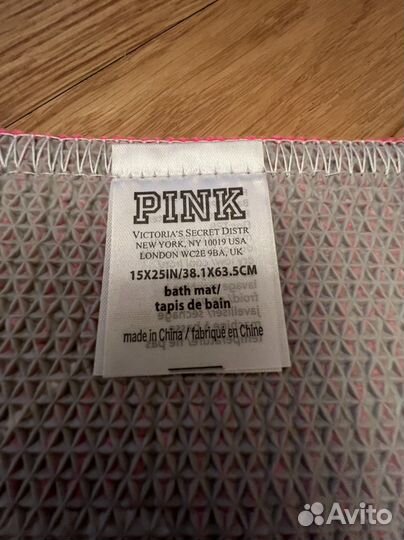 PINK
VICTORIA'S SECRET DISTR
NEW YORK, NY 10019 USA
LONDON WC2E 9BA, UK
15X25IN/38.1X63.5CM
bath mat/
tapis de bain
made in China / fabriqué en Chine
Avito